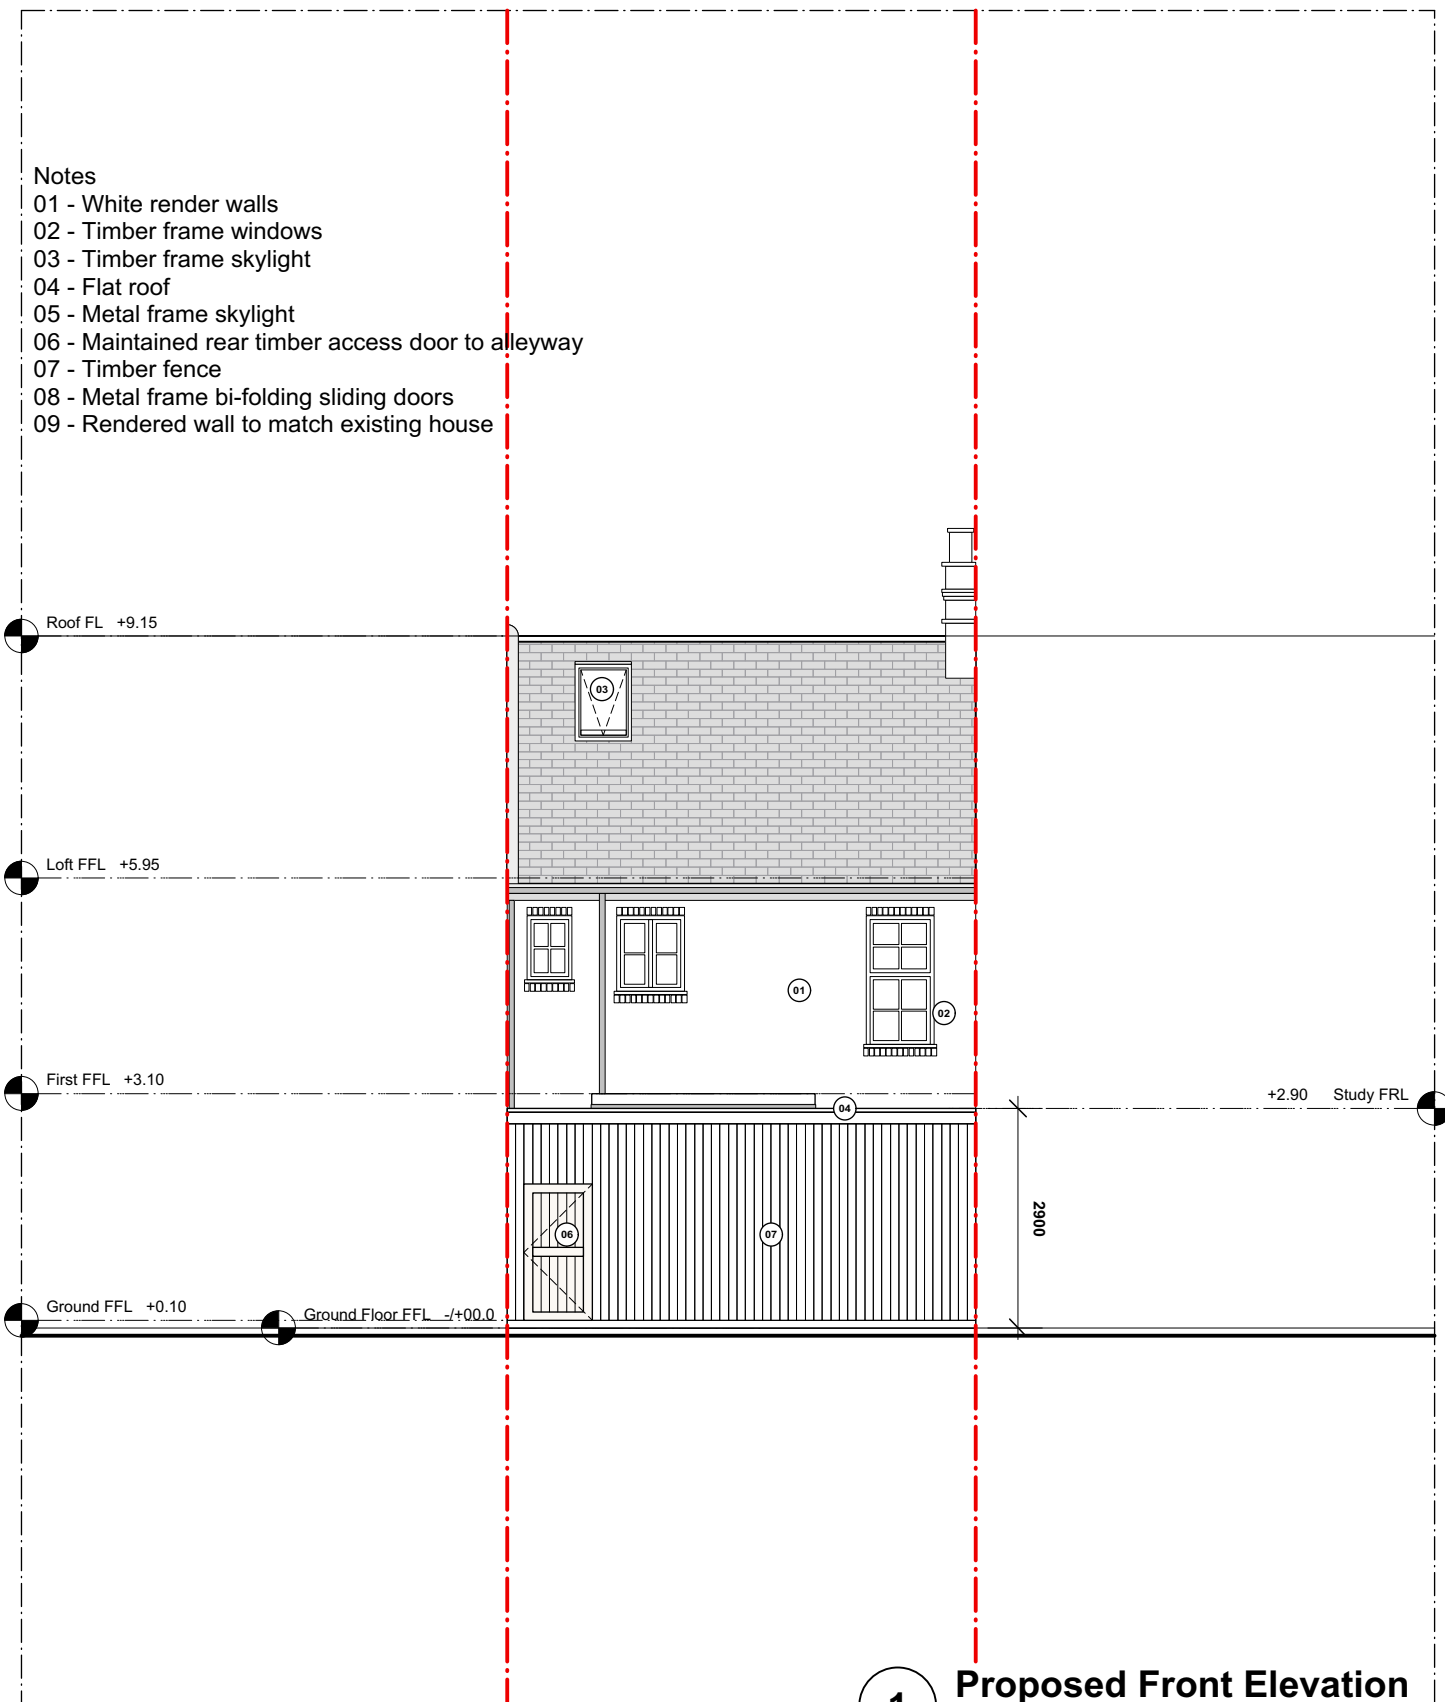 Notes
01 - White render walls
02 - Timber frame windows
03 - Timber frame skylight
04 - Flat roof
05 - Metal frame skylight
06 - Maintained rear timber access door to alleyway
07 - Timber fence
08 - Metal frame bi-folding sliding doors
09 - Rendered wall to match existing house
Roof FL +9.15
03
Loft FFL +5.95
01
02
First FFL +3.10
04
+2.90 Study FRL
2900
06
07
Ground FFL +0.10
Ground Floor FFL -/+00.0
1
Proposed Front Elevation